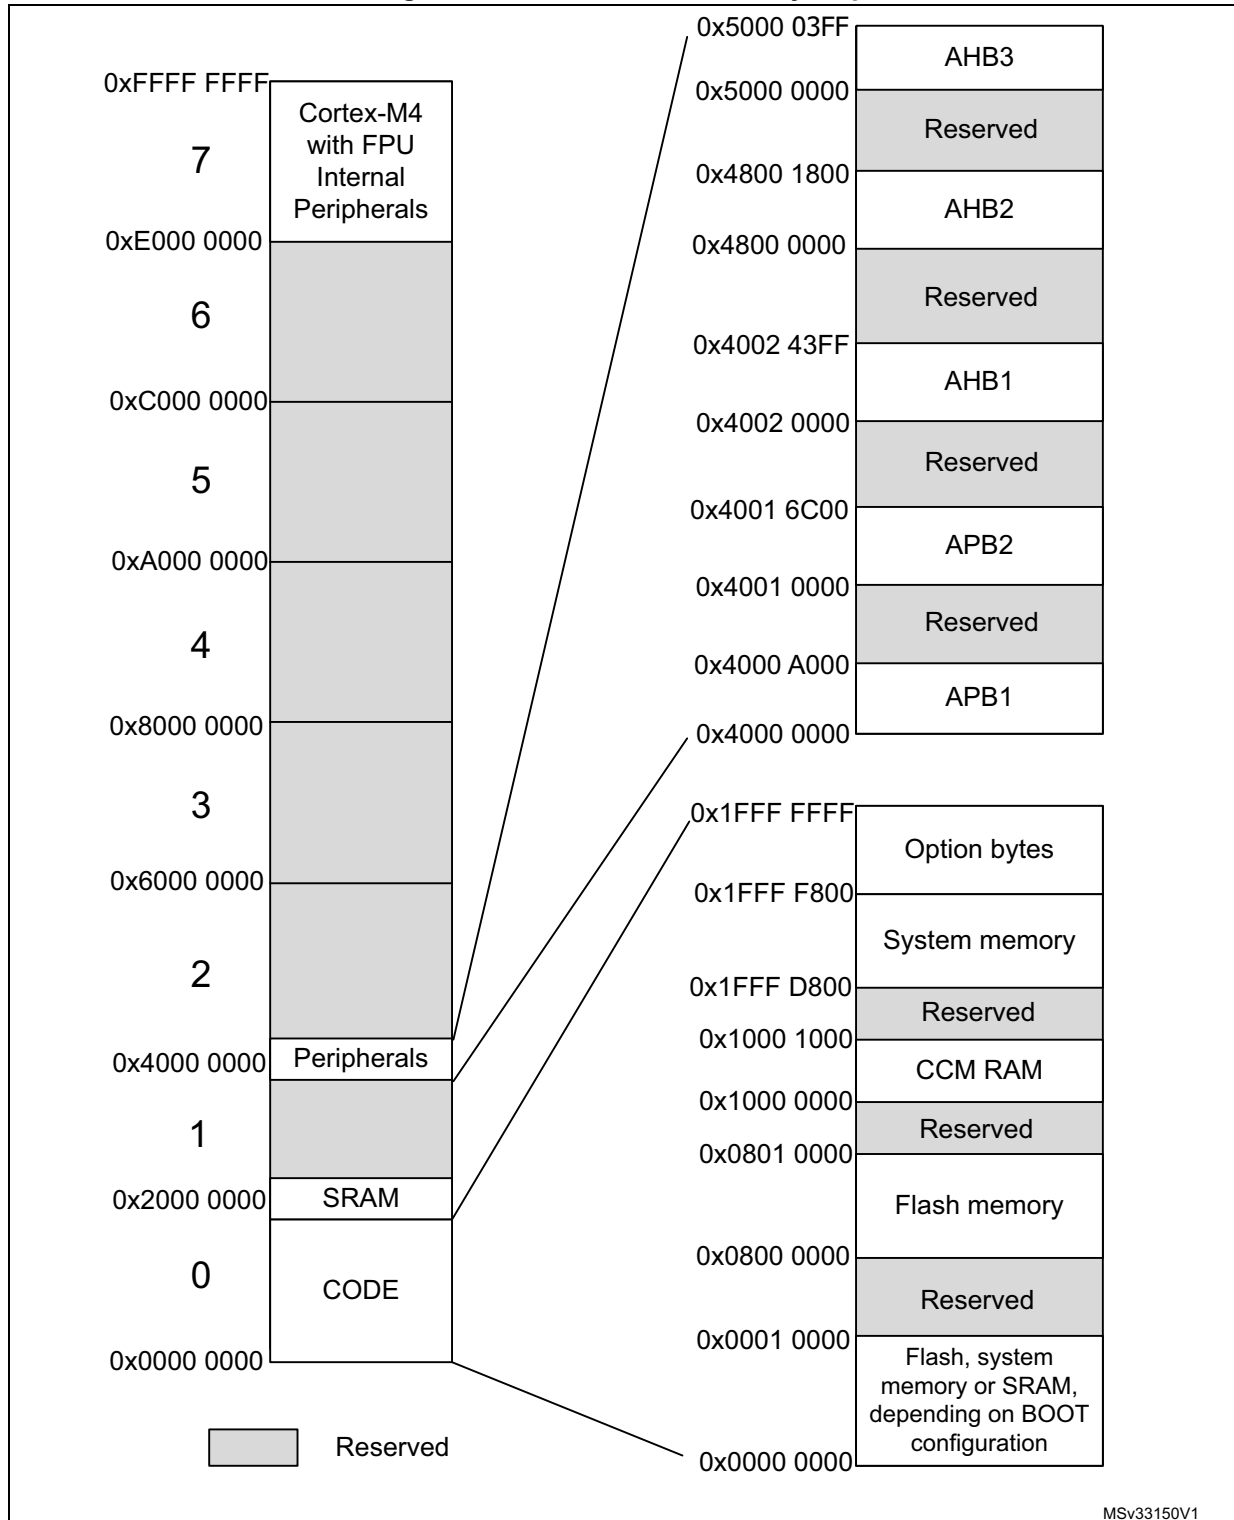 0xFFFF FFFF
Cortex-M4
with FPU
Internal
Peripherals
7
0xE000 0000
6
0xC000 0000
5
0xA000 0000
4
0x8000 0000
3
0x6000 0000
2
Peripherals
0x4000 0000
1
SRAM
0x2000 0000
0
CODE
0x0000 0000
Reserved
0x5000 03FF
AHB3
0x5000 0000
Reserved
0x4800 1800
AHB2
0x4800 0000
Reserved
0x4002 43FF
AHB1
0x4002 0000
Reserved
0x4001 6C00
APB2
0x4001 0000
Reserved
0x4000 A000
APB1
0x4000 0000
0x1FFF FFFF
Option bytes
0x1FFF F800
System memory
0x1FFF D800
Reserved
0x1000 1000
CCM RAM
0x1000 0000
Reserved
0x0801 0000
Flash memory
0x0800 0000
Reserved
0x0001 0000
Flash, system
memory or SRAM,
depending on BOOT
configuration
0x0000 0000
MSv33150V1